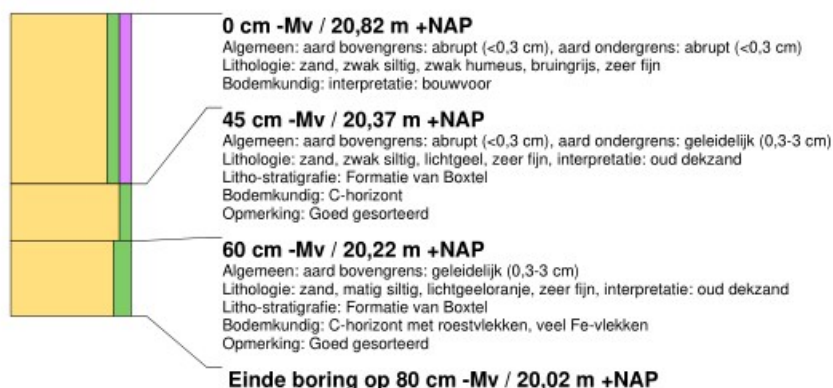 0 cm -Mv / 20,82 m +NAP
Algemeen: aard bovengrens: abrupt (<0,3 cm), aard ondergrens: abrupt (<0,3 cm)
Lithologie: zand, zwak siltig, zwak humeus, bruingrijs, zeer fijn
Bodemkundig: interpretatie: bouwvoor
45 cm -Mv / 20,37 m +NAP
Algemeen: aard bovengrens: abrupt (<0,3 cm), aard ondergrens: geleidelijk (0,3-3 cm)
Lithologie: zand, zwak siltig, lichtgeel, zeer fijn, interpretatie: oud dekzand
Litho-stratigrafie: Formatie van Boxtel
Bodemkundig: C-horizont
Opmerking: Goed gesorteerd
60 cm -Mv / 20,22 m +NAP
Algemeen: aard bovengrens: geleidelijk (0,3-3 cm)
Lithologie: zand, matig siltig, lichtgeeloranje, zeer fijn, interpretatie: oud dekzand
Litho-stratigrafie: Formatie van Boxtel
Bodemkundig: C-horizont met roestvlekken, veel Fe-vlekken
Opmerking: Goed gesorteerd
Einde boring op 80 cm -Mv / 20,02 m +NAP